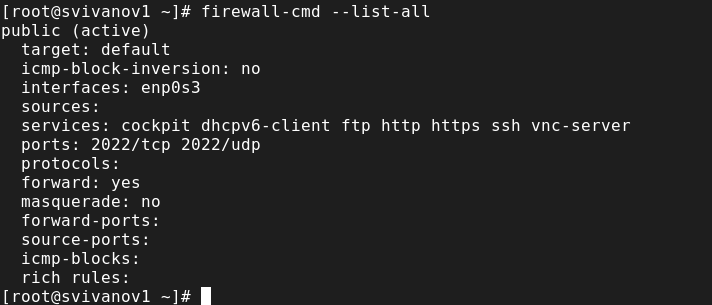 [root@svivanov1 ~]# firewall-cmd --list-all
public (active)
  target: default
  icmp-block-inversion: no
  interfaces: enp0s3
  sources:
  services: cockpit dhcpv6-client ftp http https ssh vnc-server
  ports: 2022/tcp 2022/udp
  protocols:
  forward: yes
  masquerade: no
  forward-ports:
  source-ports:
  icmp-blocks:
  rich rules:
[root@svivanov1 ~]#